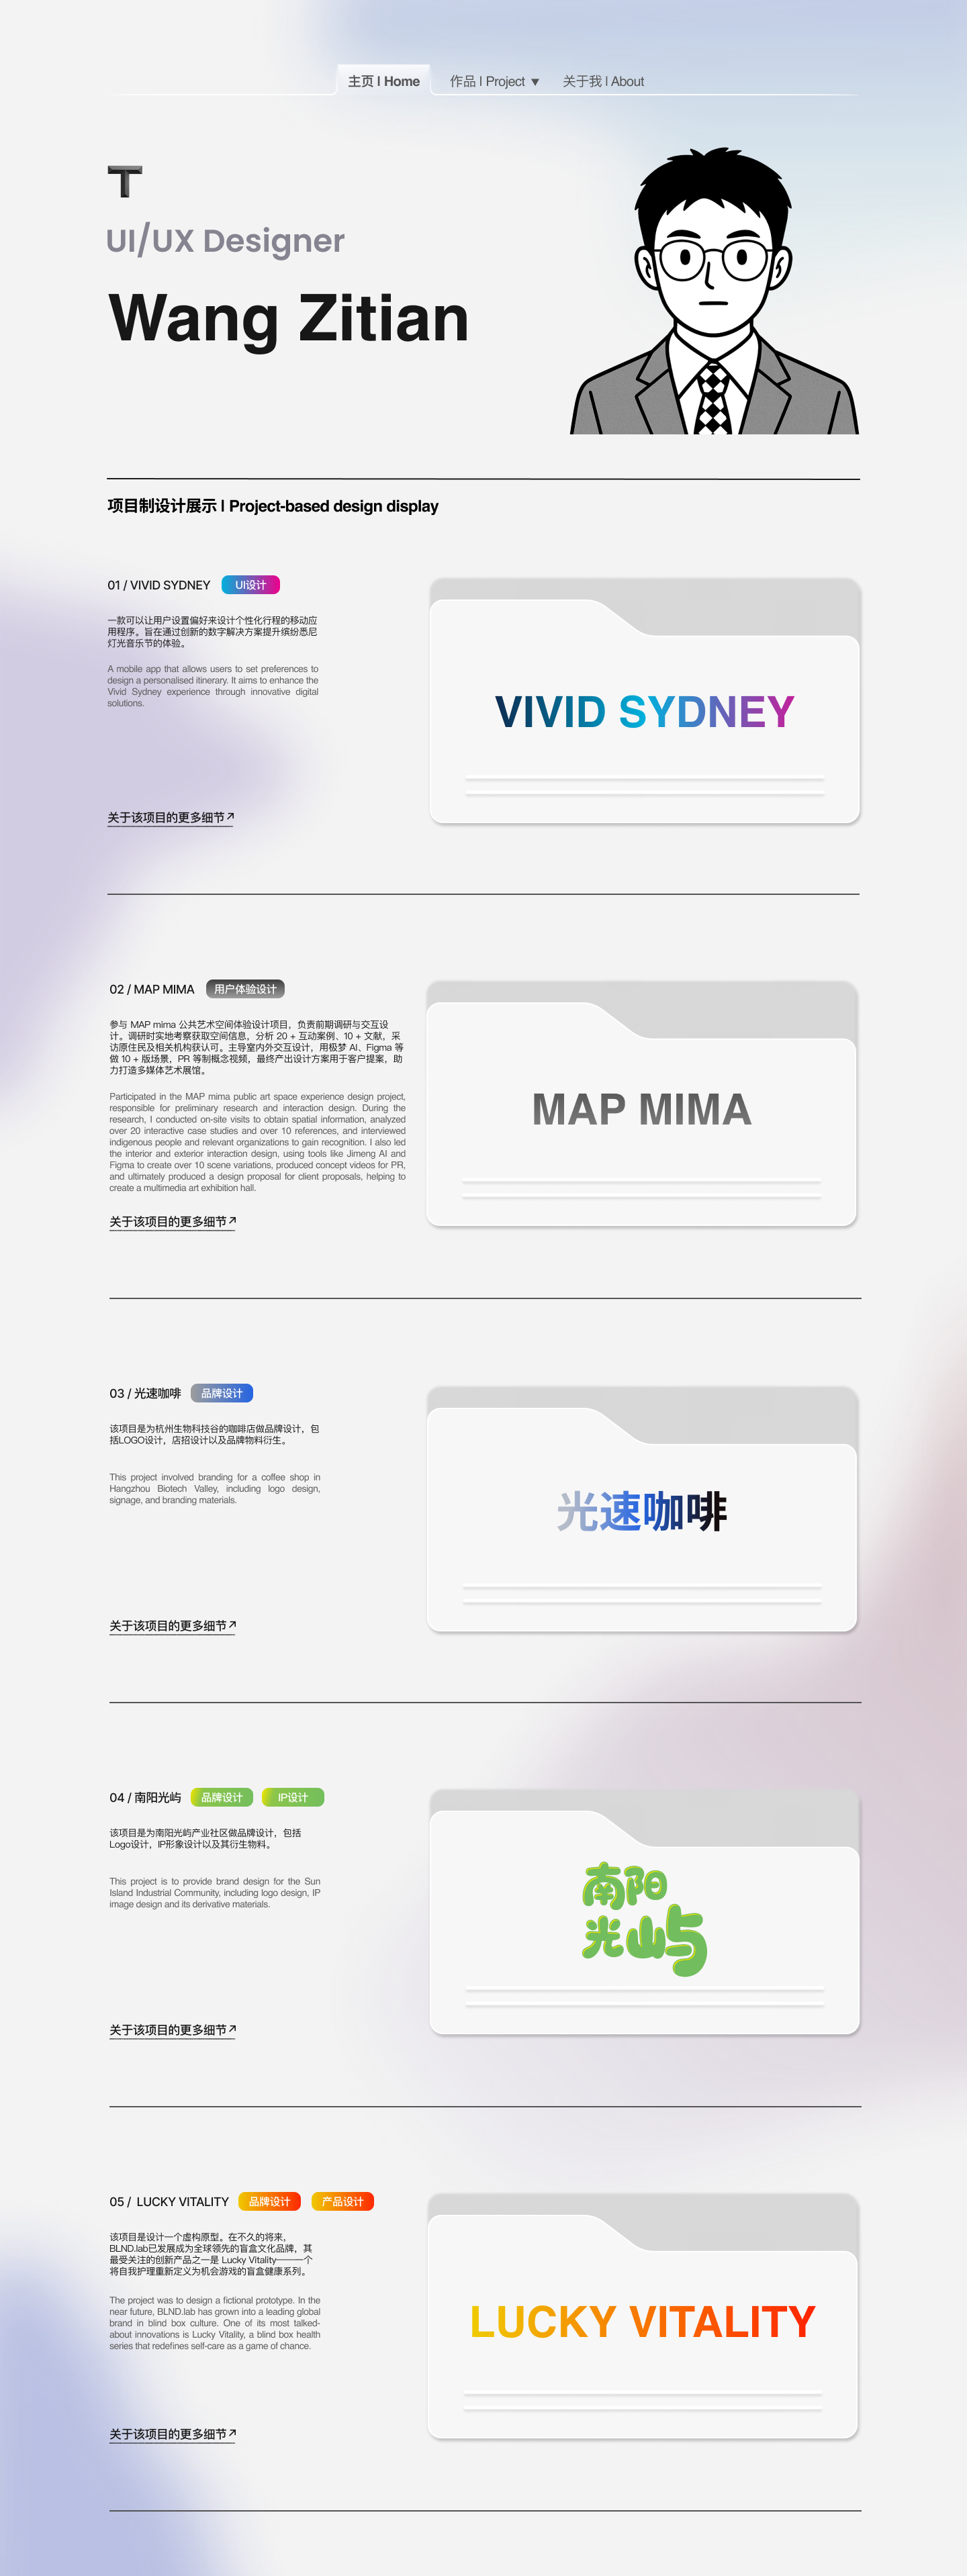 主页 | Home
作品 | Project ▼
关于我 | About
T
UI/UX Designer
Wang Zitian
项目制设计展示 | Project-based design display
01 / VIVID SYDNEY
UI设计
一款可以让用户设置偏好来设计个性化行程的移动应
用程序。旨在通过创新的数字解决方案提升缤纷悉尼
灯光音乐节的体验。
A mobile app that allows users to set preferences to
design a personalised itinerary. It aims to enhance the
Vivid Sydney experience through innovative digital
solutions.
关于该项目的更多细节↗
VIVID SYDNEY
02 / MAP MIMA
用户体验设计
参与 MAP mima 公共艺术空间体验设计项目，负责前期调研与交互设
计。调研时实地考察获取空间信息，分析 20 + 互动案例、10 + 文献，采
访原住民及相关机构获认可。主导室内外交互设计，用极梦 AI、Figma 等
做 10 + 版场景，PR 等制概念视频，最终产出设计方案用于客户提案，助
力打造多媒体艺术展馆。
Participated in the MAP mima public art space experience design project,
responsible for preliminary research and interaction design. During the
research, I conducted on-site visits to obtain spatial information, analyzed
over 20 interactive case studies and over 10 references, and interviewed
indigenous people and relevant organizations to gain recognition. I also led
the interior and exterior interaction design, using tools like Jimeng AI and
Figma to create over 10 scene variations, produced concept videos for PR,
and ultimately produced a design proposal for client proposals, helping to
create a multimedia art exhibition hall.
关于该项目的更多细节↗
MAP MIMA
03 / 光速咖啡
品牌设计
该项目是为杭州生物科技谷的咖啡店做品牌设计，包
括LOGO设计，店招设计以及品牌物料衍生。
This project involved branding for a coffee shop in
Hangzhou Biotech Valley, including logo design,
signage, and branding materials.
关于该项目的更多细节↗
光速咖啡
04 / 南阳光屿
品牌设计
IP设计
该项目是为南阳光屿产业社区做品牌设计，包括
Logo设计，IP形象设计以及其衍生物料。
This project is to provide brand design for the Sun
Island Industrial Community, including logo design, IP
image design and its derivative materials.
关于该项目的更多细节↗
南阳
光屿
05 / LUCKY VITALITY
品牌设计
产品设计
该项目是设计一个虚构原型。在不久的将来，
BLND.lab已发展成为全球领先的盲盒文化品牌，其
最受关注的创新产品之一是 Lucky Vitality———一个
将自我护理重新定义为机会游戏的盲盒健康系列。
The project was to design a fictional prototype. In the
near future, BLND.lab has grown into a leading global
brand in blind box culture. One of its most talked-
about innovations is Lucky Vitality, a blind box health
series that redefines self-care as a game of chance.
关于该项目的更多细节↗
LUCKY VITALITY